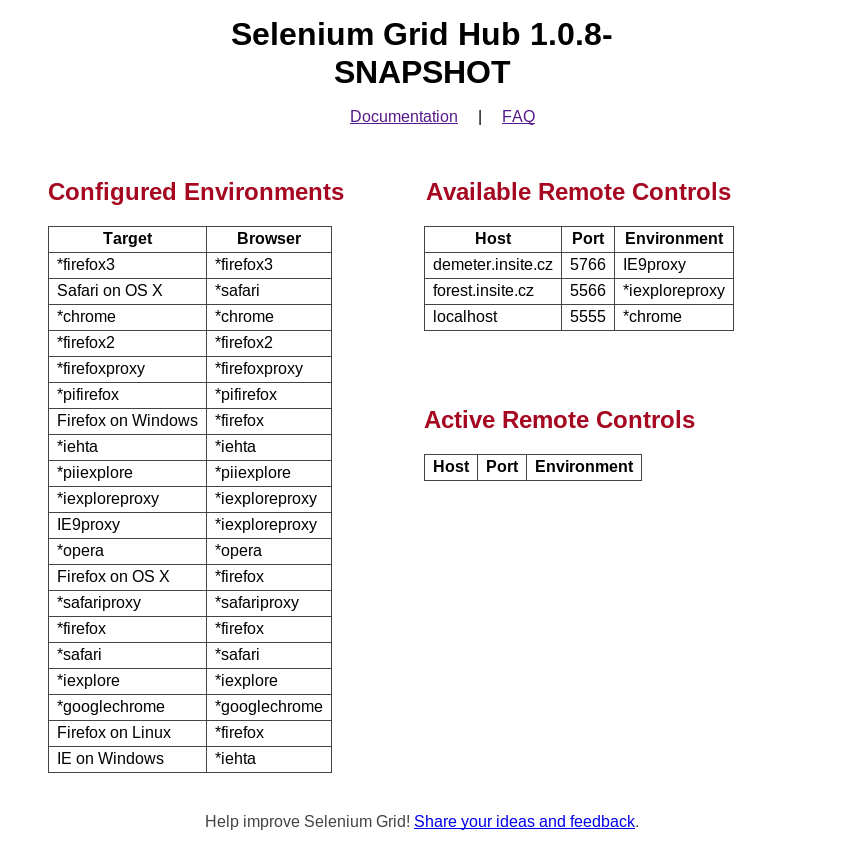 Selenium Grid Hub 1.0.8-
SNAPSHOT
Documentation | FAQ
Configured Environments
Target Browser
*firefox3 *firefox3
Safari on OS X *safari
*chrome *chrome
*firefox2 *firefox2
*firefoxproxy *firefoxproxy
*pifirefox *pifirefox
Firefox on Windows *firefox
*iehta *iehta
*piiexplore *piiexplore
*iexploreproxy *iexploreproxy
IE9proxy *iexploreproxy
*opera *opera
Firefox on OS X *firefox
*safariproxy *safariproxy
*firefox *firefox
*safari *safari
*iexplore *iexplore
*googlechrome *googlechrome
Firefox on Linux *firefox
IE on Windows *iehta
Available Remote Controls
Host Port Environment
demeter.insite.cz 5766 IE9proxy
forest.insite.cz 5566 *iexploreproxy
localhost 5555 *chrome
Active Remote Controls
Host Port Environment
Help improve Selenium Grid! Share your ideas and feedback.